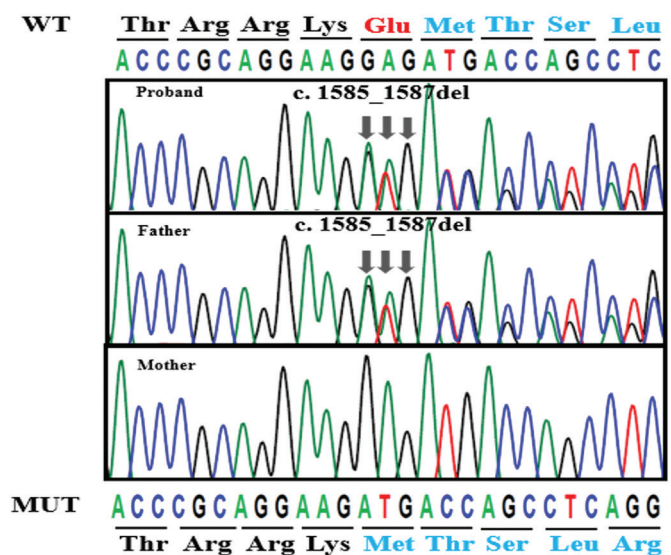 WT Thr Arg Arg Lys Glu Met Thr Ser Leu
ACCCGCAGGAAGGAGATGACCAGCCTC
Proband c. 1585_1587del
Father c. 1585_1587del
Mother
MUT ACCCGCAGGAAGATGACCAGCCTCAGG
Thr Arg Arg Lys Met Thr Ser Leu Arg